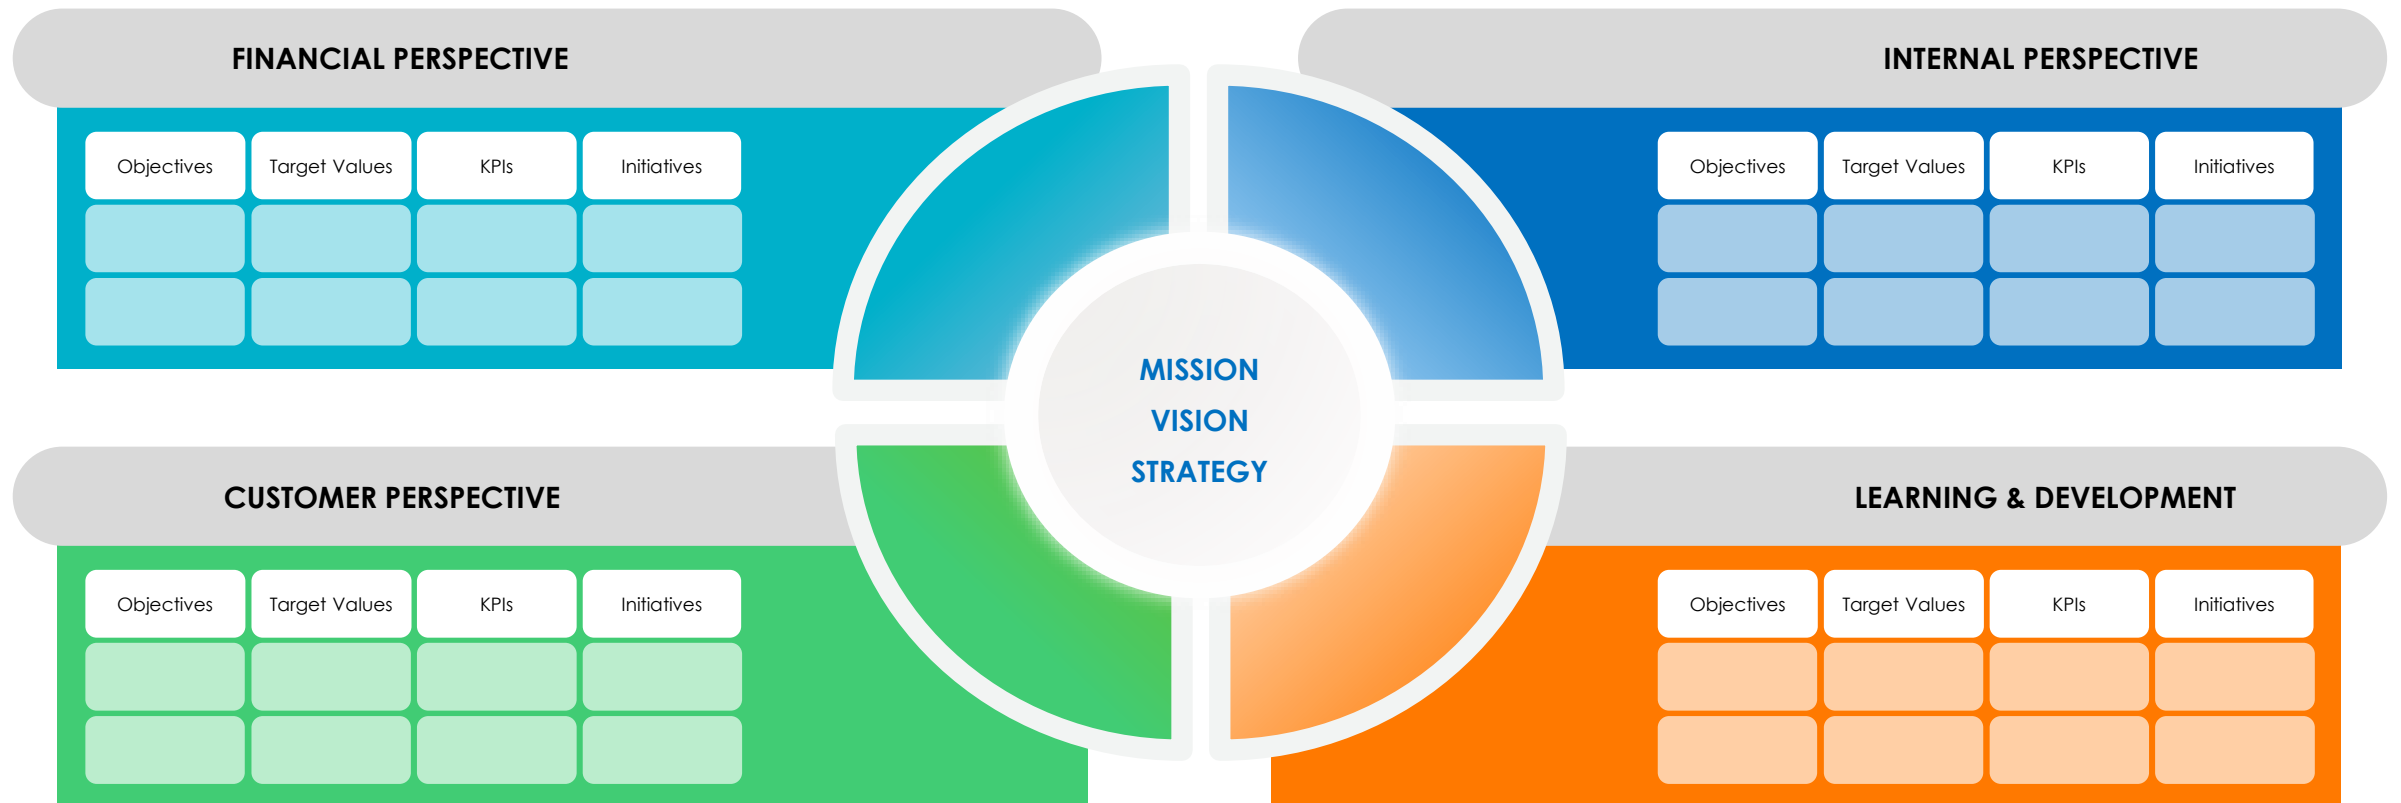 FINANCIAL PERSPECTIVE
Objectives Target Values KPIs Initiatives
INTERNAL PERSPECTIVE
Objectives Target Values KPIs Initiatives
MISSION
VISION
STRATEGY
CUSTOMER PERSPECTIVE
Objectives Target Values KPIs Initiatives
LEARNING & DEVELOPMENT
Objectives Target Values KPIs Initiatives